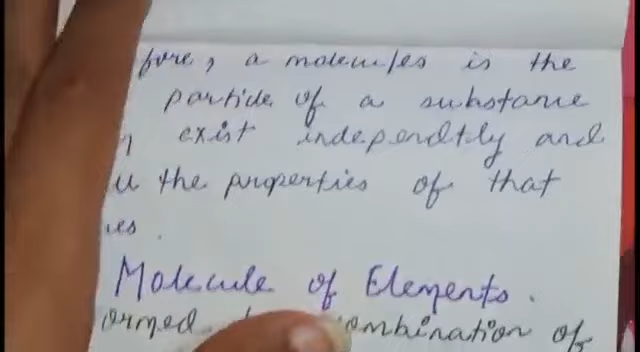 fore, a molecules is the
particle of a substance
exist independtly and
the properties of that
Molecule of Elements.
ormed combination of